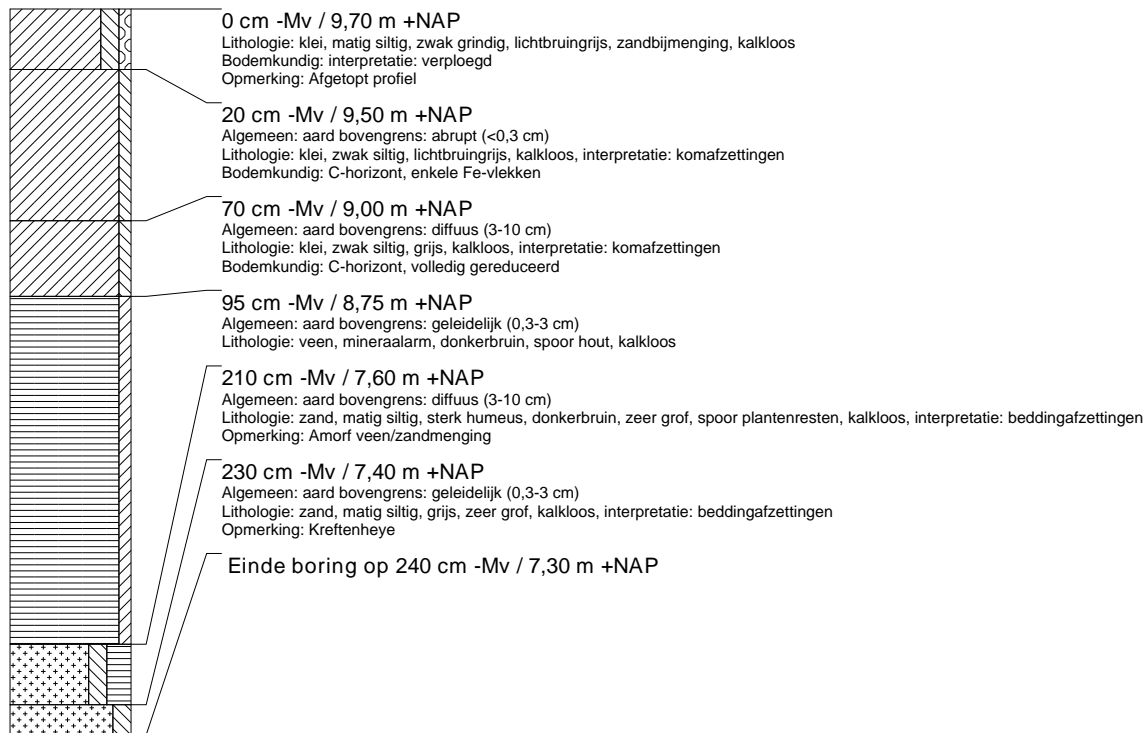 0 cm -Mv / 9,70 m +NAP
Lithologie: klei, matig siltig, zwak grindig, lichtbruingrijs, zandbijmenging, kalkloos
Bodemkundig: interpretatie: verploegd
Opmerking: Afgetopt profiel
20 cm -Mv / 9,50 m +NAP
Algemeen: aard bovengrens: abrupt (<0,3 cm)
Lithologie: klei, zwak siltig, lichtbruingrijs, kalkloos, interpretatie: komafzettingen
Bodemkundig: C-horizont, enkele Fe-vlekken
70 cm -Mv / 9,00 m +NAP
Algemeen: aard bovengrens: diffuus (3-10 cm)
Lithologie: klei, zwak siltig, grijs, kalkloos, interpretatie: komafzettingen
Bodemkundig: C-horizont, volledig gereduceerd
95 cm -Mv / 8,75 m +NAP
Algemeen: aard bovengrens: geleidelijk (0,3-3 cm)
Lithologie: veen, mineraalarm, donkerbruin, spoor hout, kalkloos
210 cm -Mv / 7,60 m +NAP
Algemeen: aard bovengrens: diffuus (3-10 cm)
Lithologie: zand, matig siltig, sterk humeus, donkerbruin, zeer grof, spoor plantenresten, kalkloos, interpretatie: beddingafzettingen
Opmerking: Amorf veen/zandmenging
230 cm -Mv / 7,40 m +NAP
Algemeen: aard bovengrens: geleidelijk (0,3-3 cm)
Lithologie: zand, matig siltig, grijs, zeer grof, kalkloos, interpretatie: beddingafzettingen
Opmerking: Kreftenheye
Einde boring op 240 cm -Mv / 7,30 m +NAP